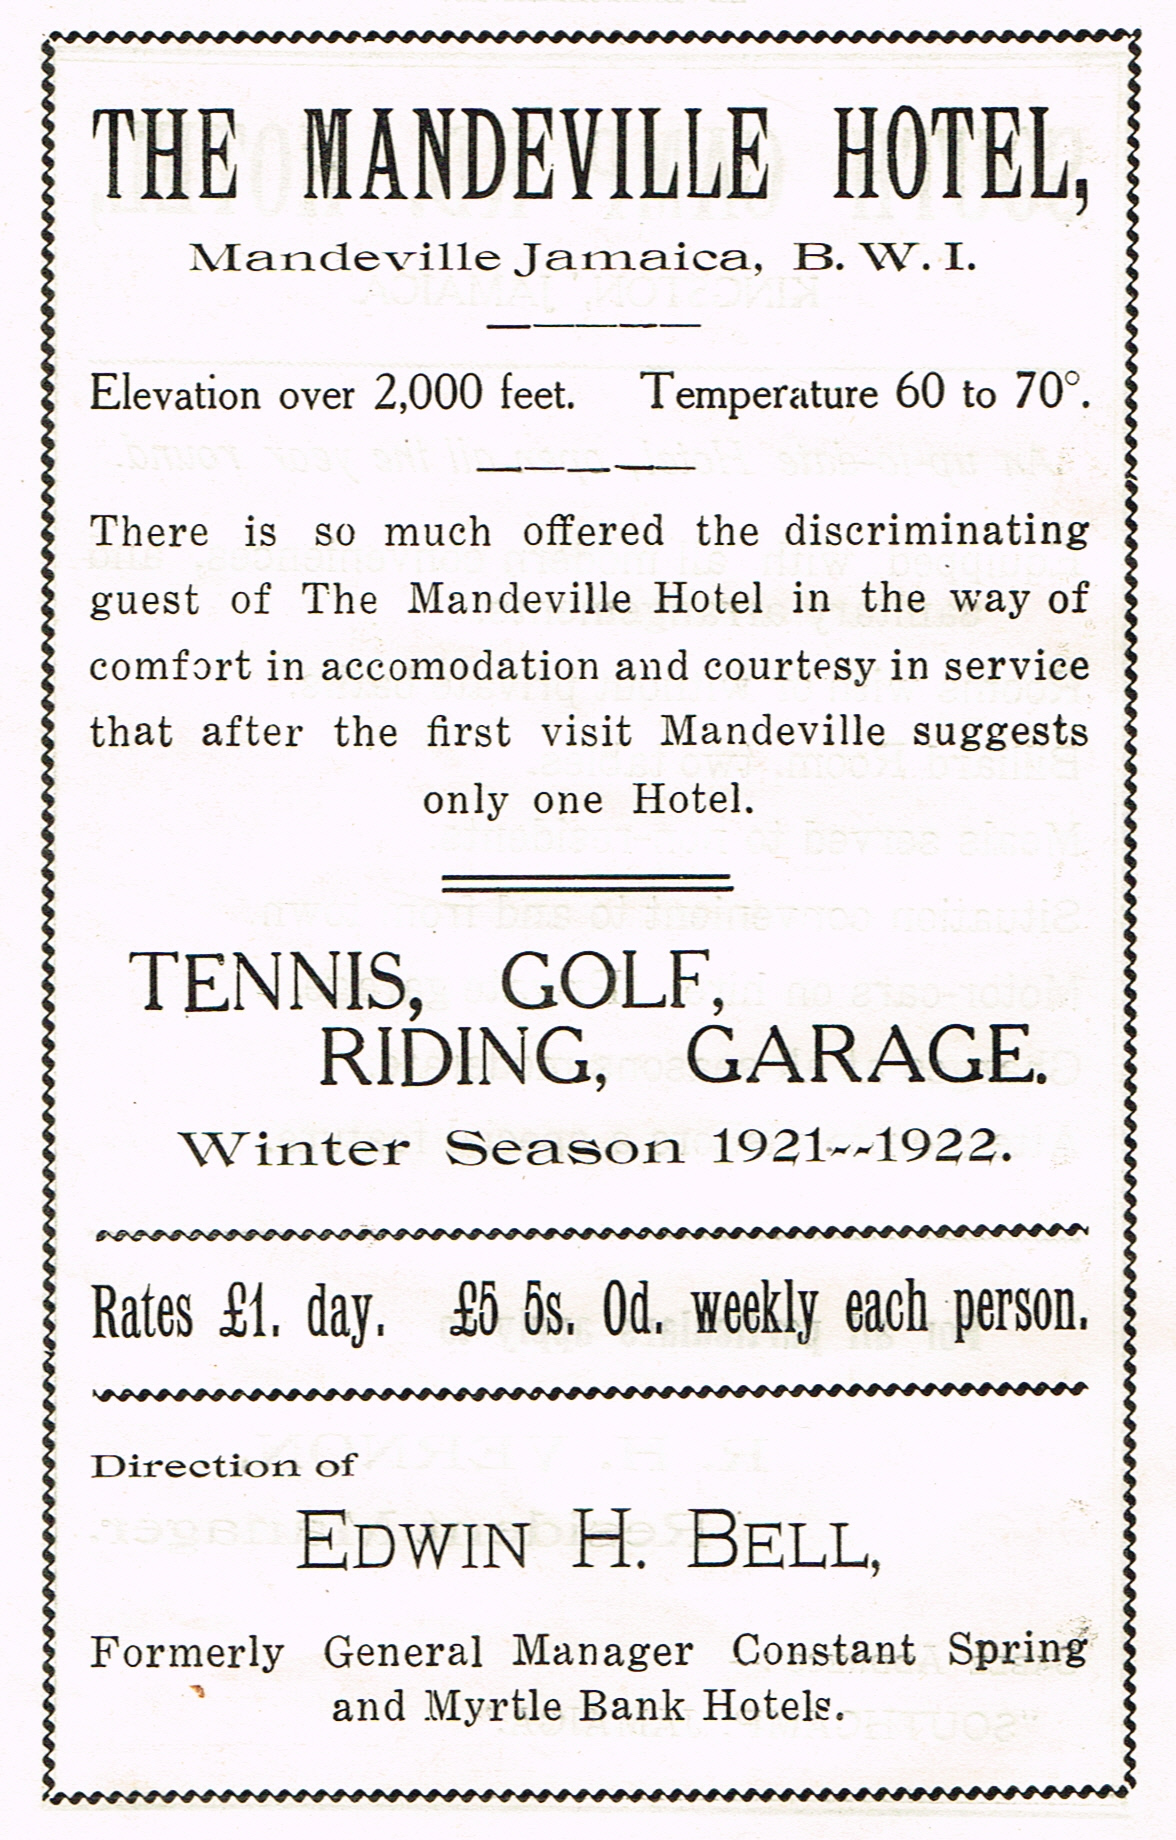 THE MANDEVILLE HOTEL,
Mandeville Jamaica, B. W. I.
Elevation over 2,000 feet. Temperature 60 to 70°.
There is so much offered the discriminating
guest of The Mandeville Hotel in the way of
comfort in accomodation and courtesy in service
that after the first visit Mandeville suggests
only one Hotel.
TENNIS, GOLF,
RIDING, GARAGE.
Winter Season 1921--1922.
Rates £1. day. £5 5s. 0d. weekly each person.
Direction of
EDWIN H. BELL,
Formerly General Manager Constant Spring
and Myrtle Bank Hotels.